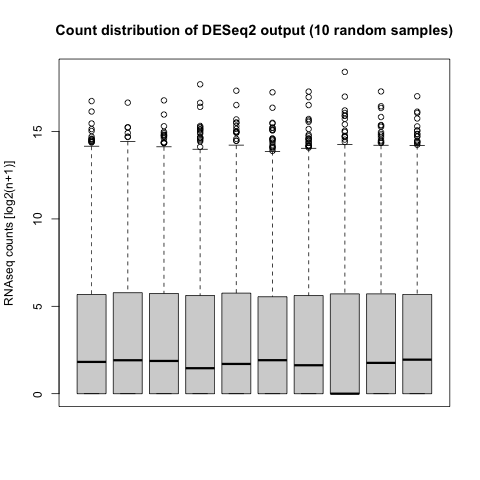 Count distribution of DESeq2 output (10 random samples)
RNAseq counts [log2(n+1)]
15
10
5
0